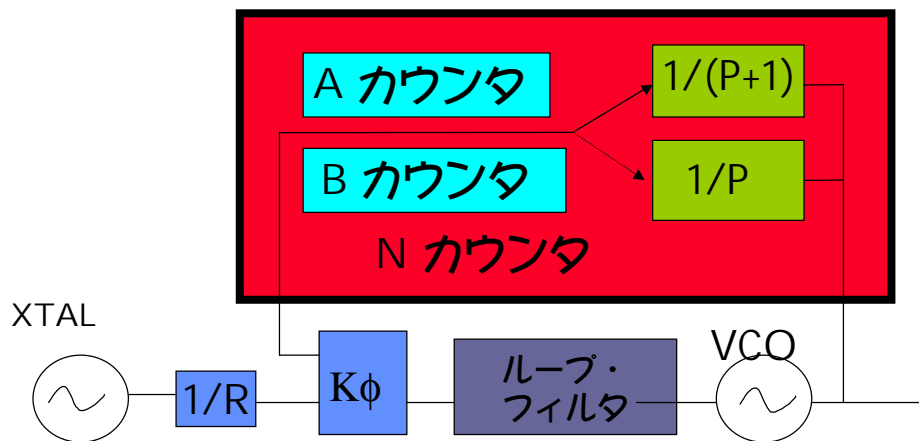 A カウンタ
1/(P+1)
B カウンタ
1/P
N カウンタ
XTAL
1/R
Kϕ
ループ・
フィルタ
VCO